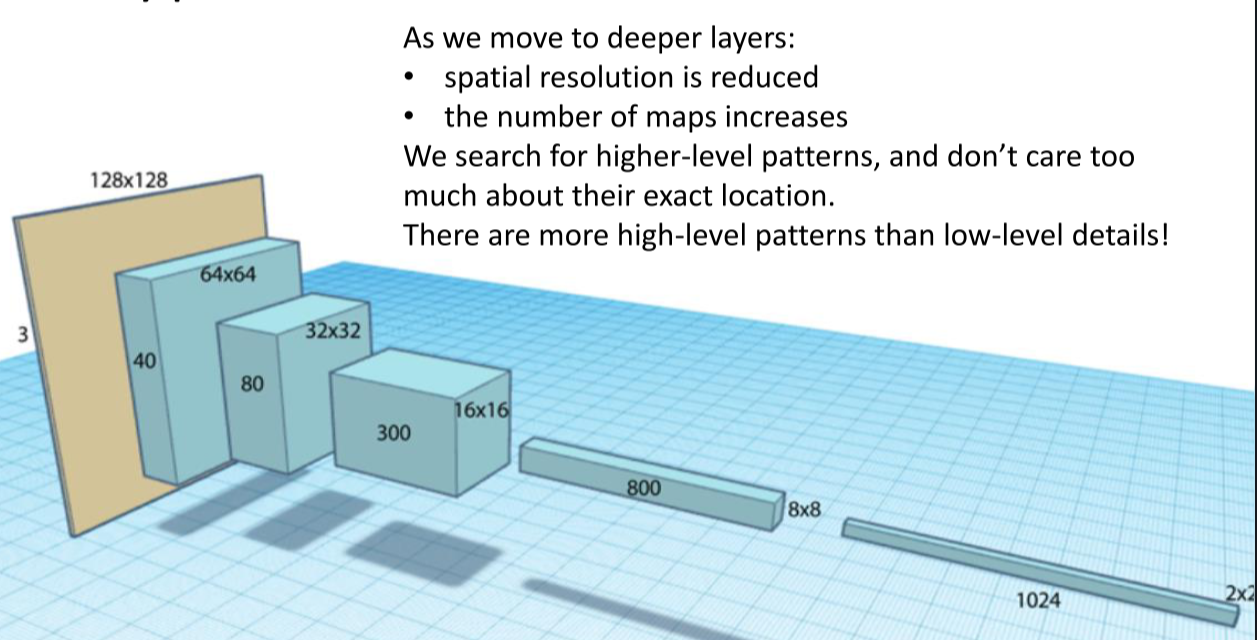 As we move to deeper layers:
• spatial resolution is reduced
• the number of maps increases
We search for higher-level patterns, and don’t care too
much about their exact location.
There are more high-level patterns than low-level details!
128x128
64x64
3
32x32
40
80
16x16
300
800
8x8
1024
2x2